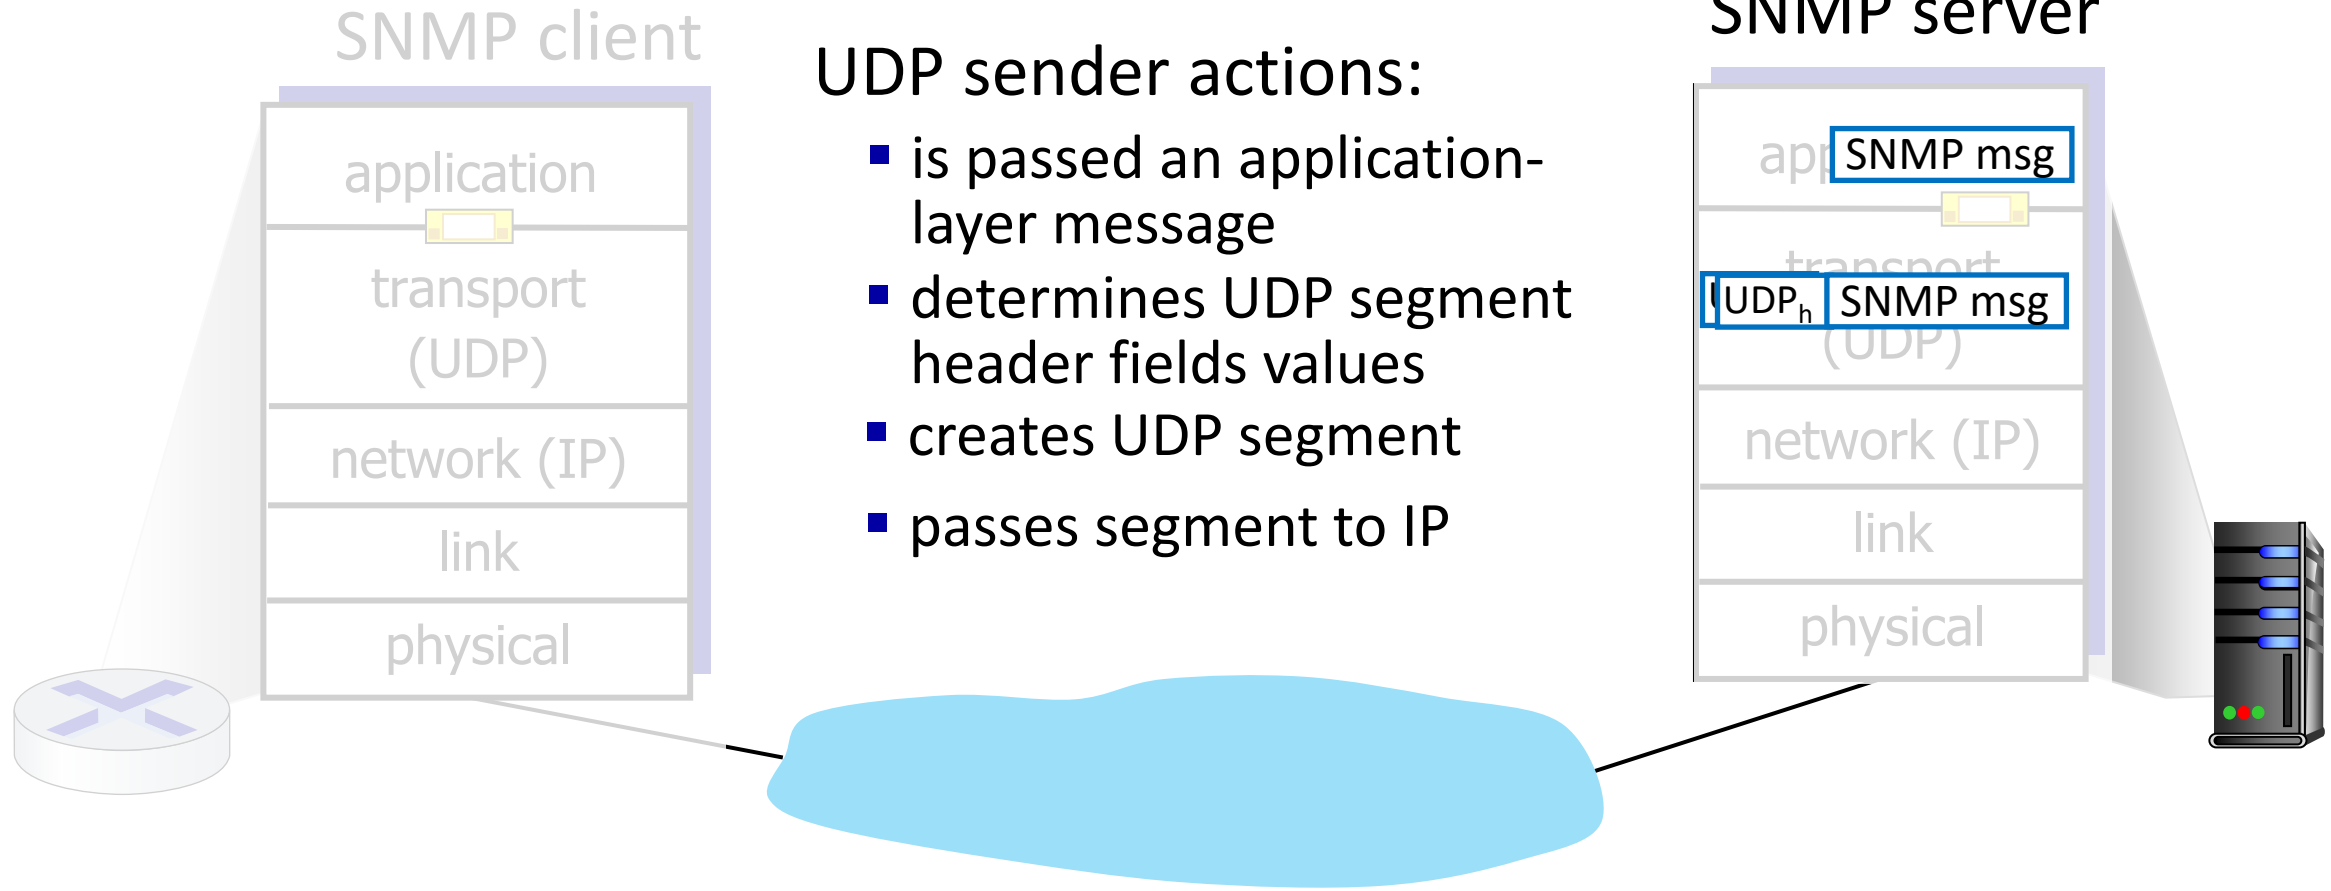 SNMP client
application
transport
(UDP)
network (IP)
link
physical
UDP sender actions:
is passed an application-
layer message
determines UDP segment
header fields values
creates UDP segment
passes segment to IP
SNMP server
SNMP msg
transport
UDPh SNMP msg
(UDP)
network (IP)
link
physical